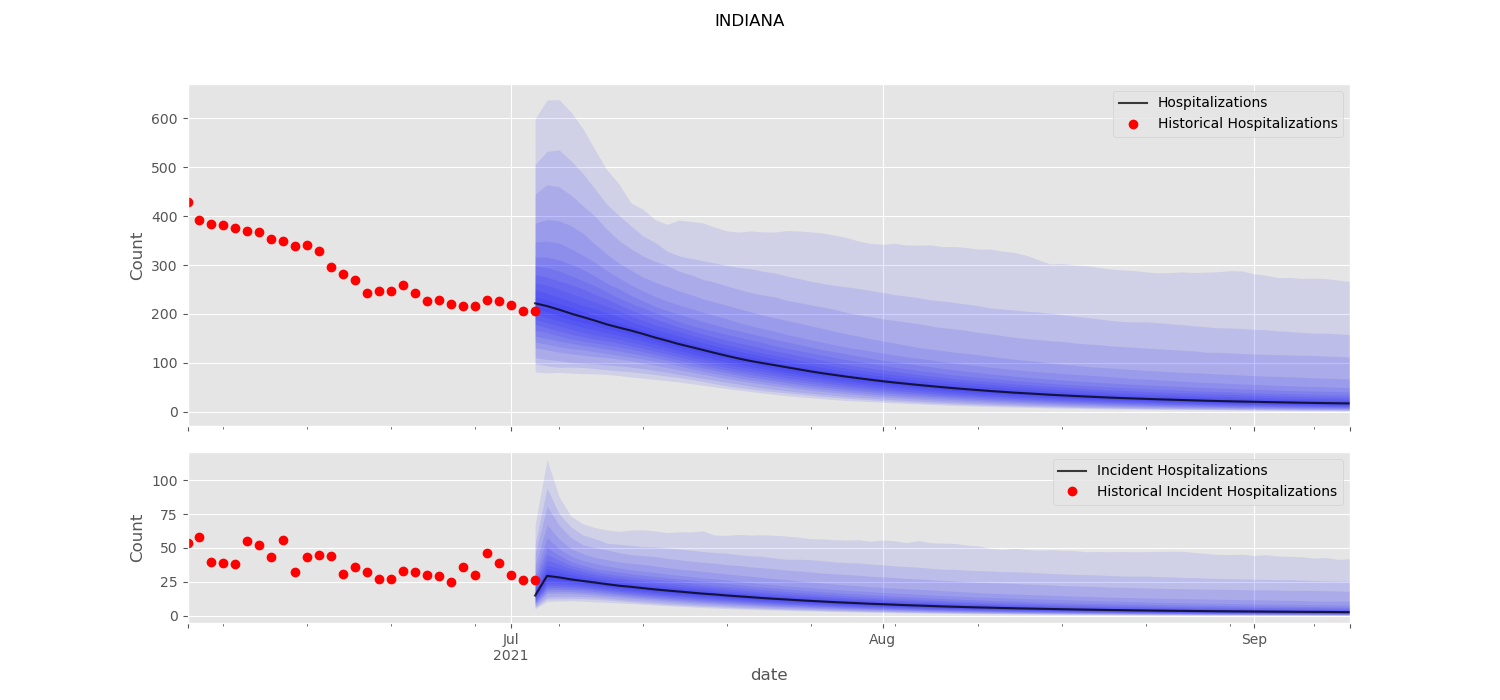 INDIANA
Hospitalizations
Historical Hospitalizations
600
500
400
300
200
100
0
Count
Incident Hospitalizations
Historical Incident Hospitalizations
100
75
50
25
0
Count
Jul
2021
Aug
Sep
date